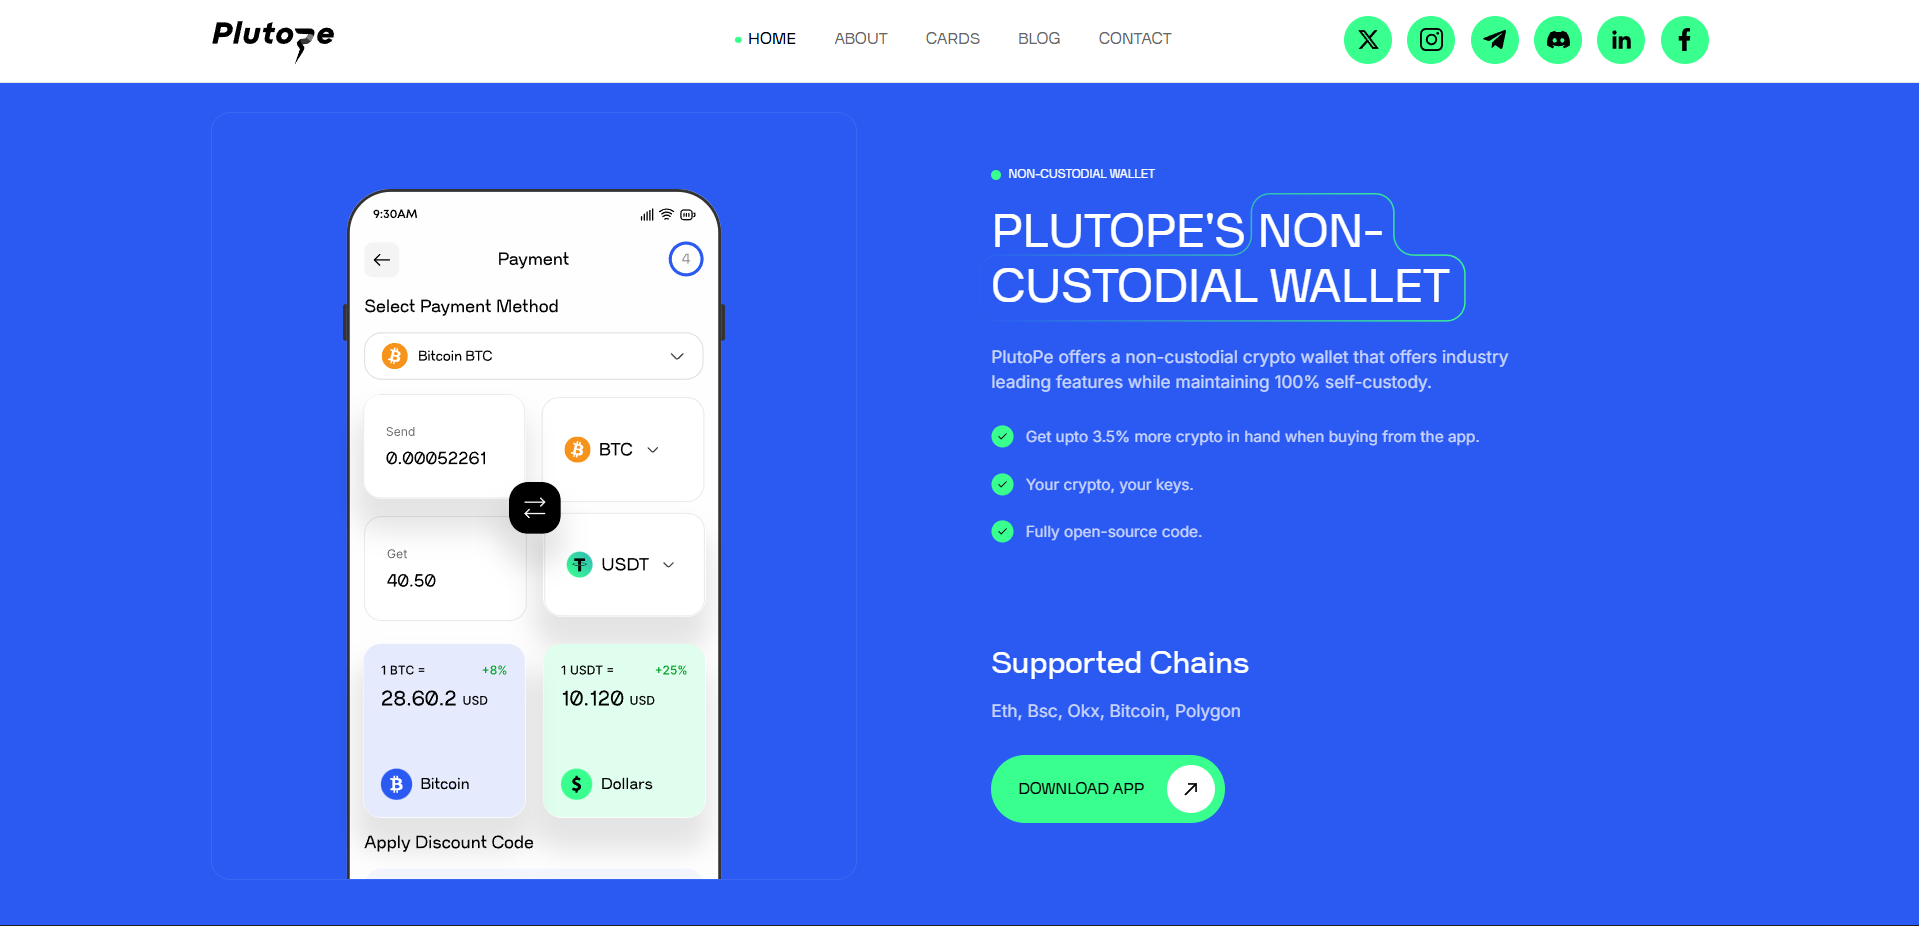 Plutope
HOME
ABOUT
CARDS
BLOG
CONTACT
9:30AM
Payment
4
Select Payment Method
Bitcoin BTC
Send
0.00052261
BTC
Get
40.50
USDT
1 BTC =
+8%
28.60.2 USD
Bitcoin
1 USDT =
+25%
10.120 USD
Dollars
Apply Discount Code
NON-CUSTODIAL WALLET
PLUTOPE'S NON-
CUSTODIAL WALLET
PlutoPe offers a non-custodial crypto wallet that offers industry
leading features while maintaining 100% self-custody.
Get upto 3.5% more crypto in hand when buying from the app.
Your crypto, your keys.
Fully open-source code.
Supported Chains
Eth, Bsc, Okx, Bitcoin, Polygon
DOWNLOAD APP